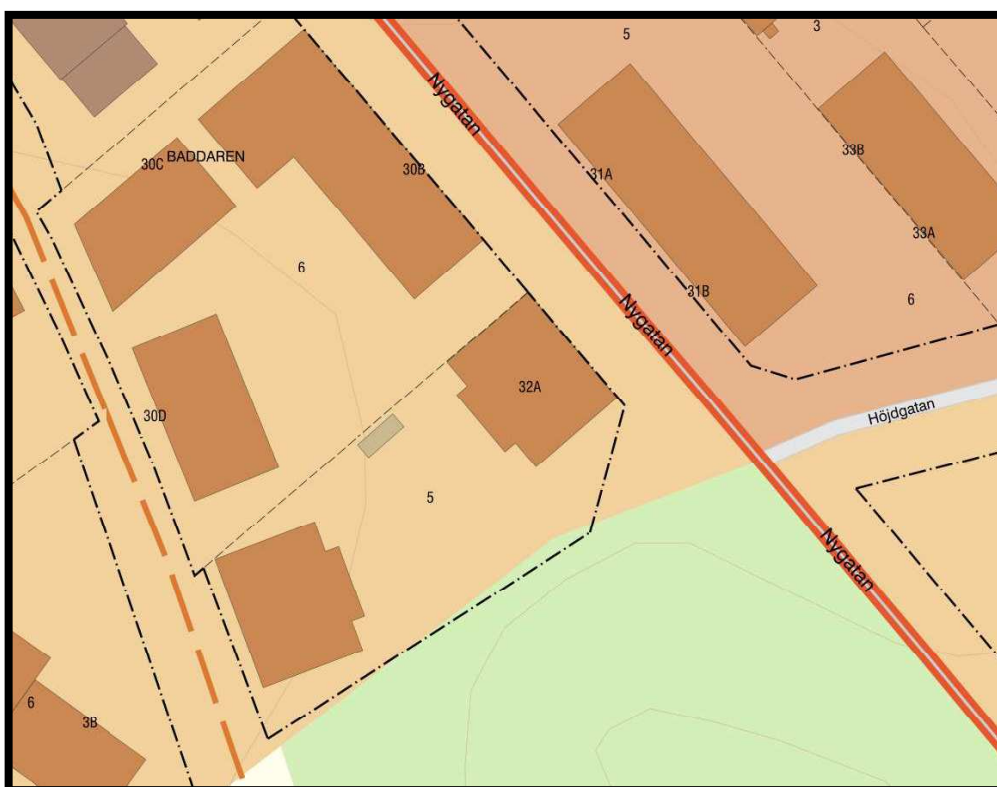 5
3
Nygatan
33B
30C BADDAREN
30B
31A
33A
6
31B
6
Nygatan
32A
Höjdgatan
30D
5
Nygatan
6
3B